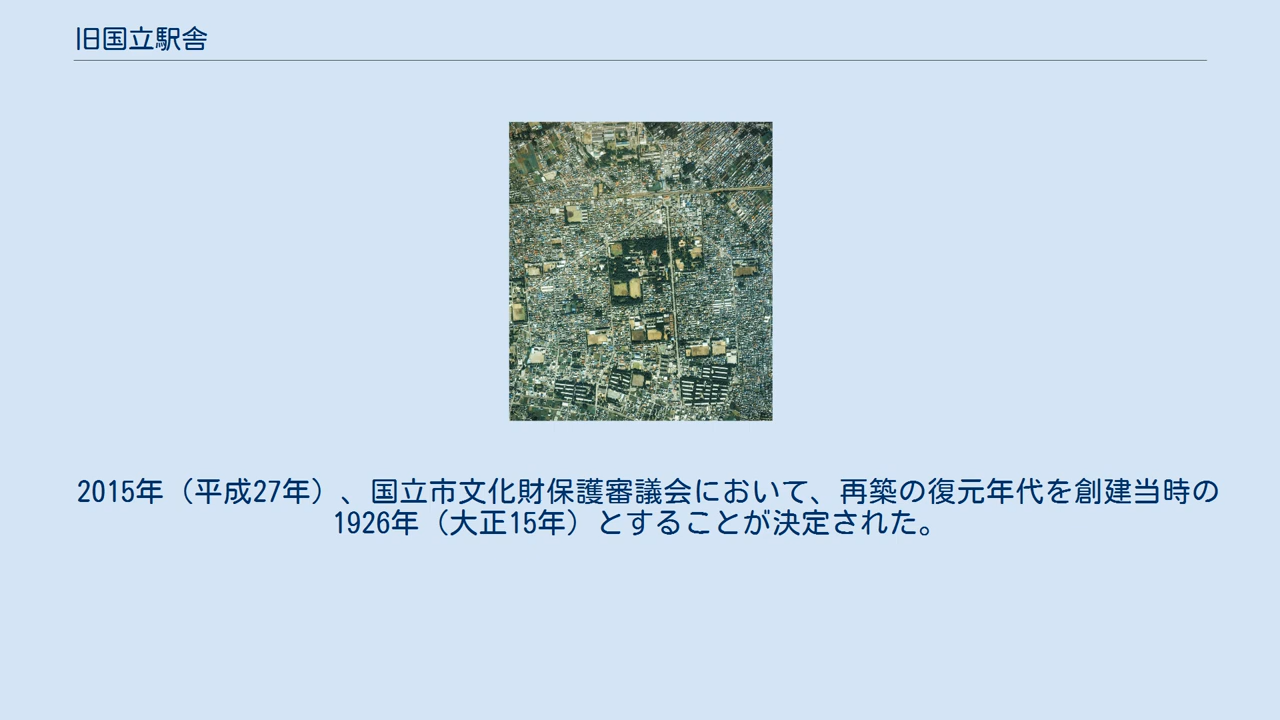 旧国立駅舎
2015年（平成27年）、国立市文化財保護審議会において、再築の復元年代を創建当時の
1926年（大正15年）とすることが決定された。